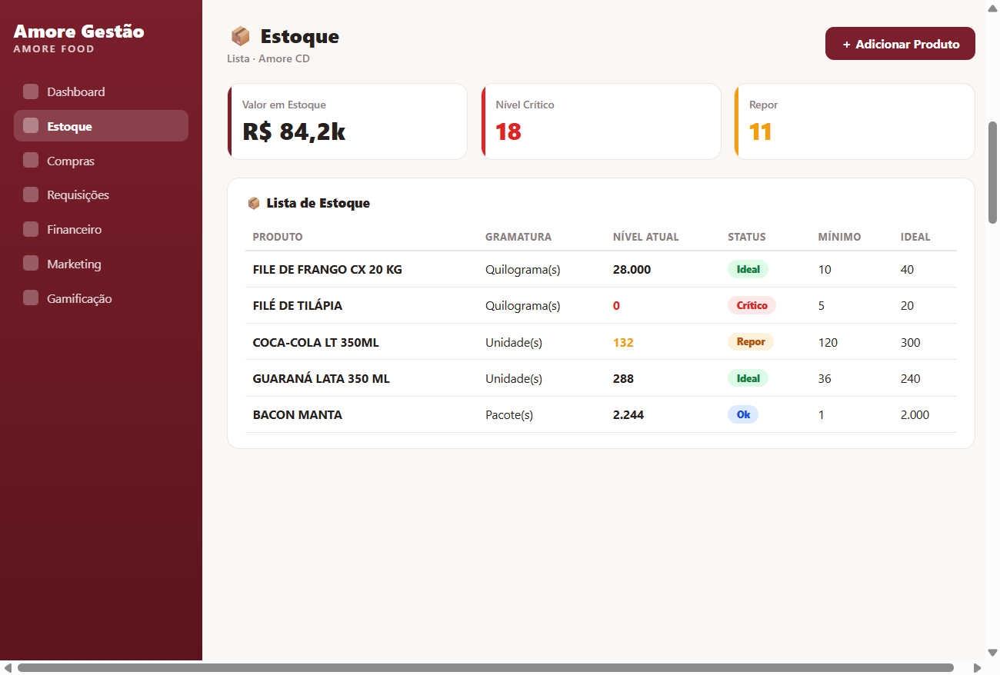 Amore Gestão
AMORE FOOD
Dashboard
Estoque
Compras
Requisições
Financeiro
Marketing
Gamificação
Estoque
Lista · Amore CD
+ Adicionar Produto
Valor em Estoque
R$ 84,2k
Nível Crítico
18
Repor
11
Lista de Estoque
PRODUTO GRAMATURA NÍVEL ATUAL STATUS MÍNIMO IDEAL
FILE DE FRANGO CX 20 KG Quilograma(s) 28.000 Ideal 10 40
FILÉ DE TILÁPIA Quilograma(s) 0 Crítico 5 20
COCA-COLA LT 350ML Unidade(s) 132 Repor 120 300
GUARANÁ LATA 350 ML Unidade(s) 288 Ideal 36 240
BACON MANTA Pacote(s) 2.244 Ok 1 2.000